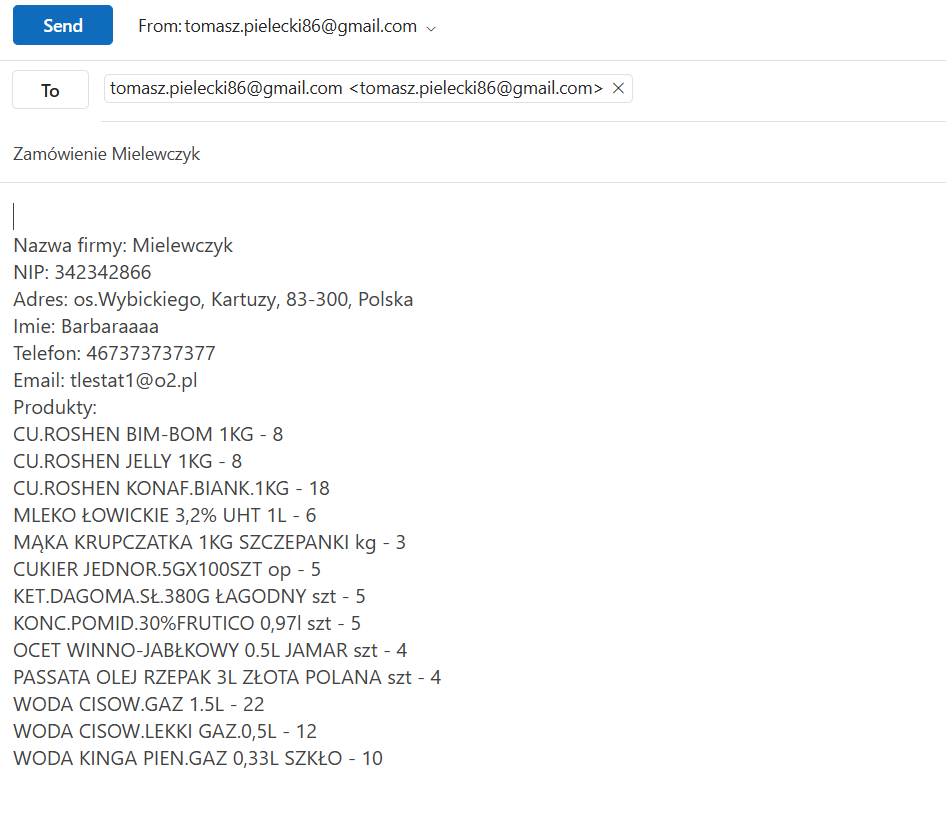 Send
From: tomasz.pielecki86@gmail.com
To
tomasz.pielecki86@gmail.com <tomasz.pielecki86@gmail.com>
Zamówienie Mielewczyk
Nazwa firmy: Mielewczyk
NIP: 342342866
Adres: os.Wybickiego, Kartuzy, 83-300, Polska
Imie: Barbaraaaa
Telefon: 467373737377
Email: tlestat1@o2.pl
Produkty:
CU.ROSHEN BIM-BOM 1KG - 8
CU.ROSHEN JELLY 1KG - 8
CU.ROSHEN KONAF.BIANK.1KG - 18
MLEKO ŁOWICKIE 3,2% UHT 1L - 6
MĄKA KRUPCZATKA 1KG SZCZEPANKI kg - 3
CUKIER JEDNOR.5GX100SZT op - 5
KET.DAGOMA.SŁ.380G ŁAGODNY szt - 5
KONC.POMID.30%FRUTICO 0,97l szt - 5
OCET WINNO-JABŁKOWY 0.5L JAMAR szt - 4
PASSATA OLEJ RZEPAK 3L ZŁOTA POLANA szt - 4
WODA CISOW.GAZ 1.5L - 22
WODA CISOW.LEKKI GAZ.0,5L - 12
WODA KINGA PIEN.GAZ 0,33L SZKŁO - 10